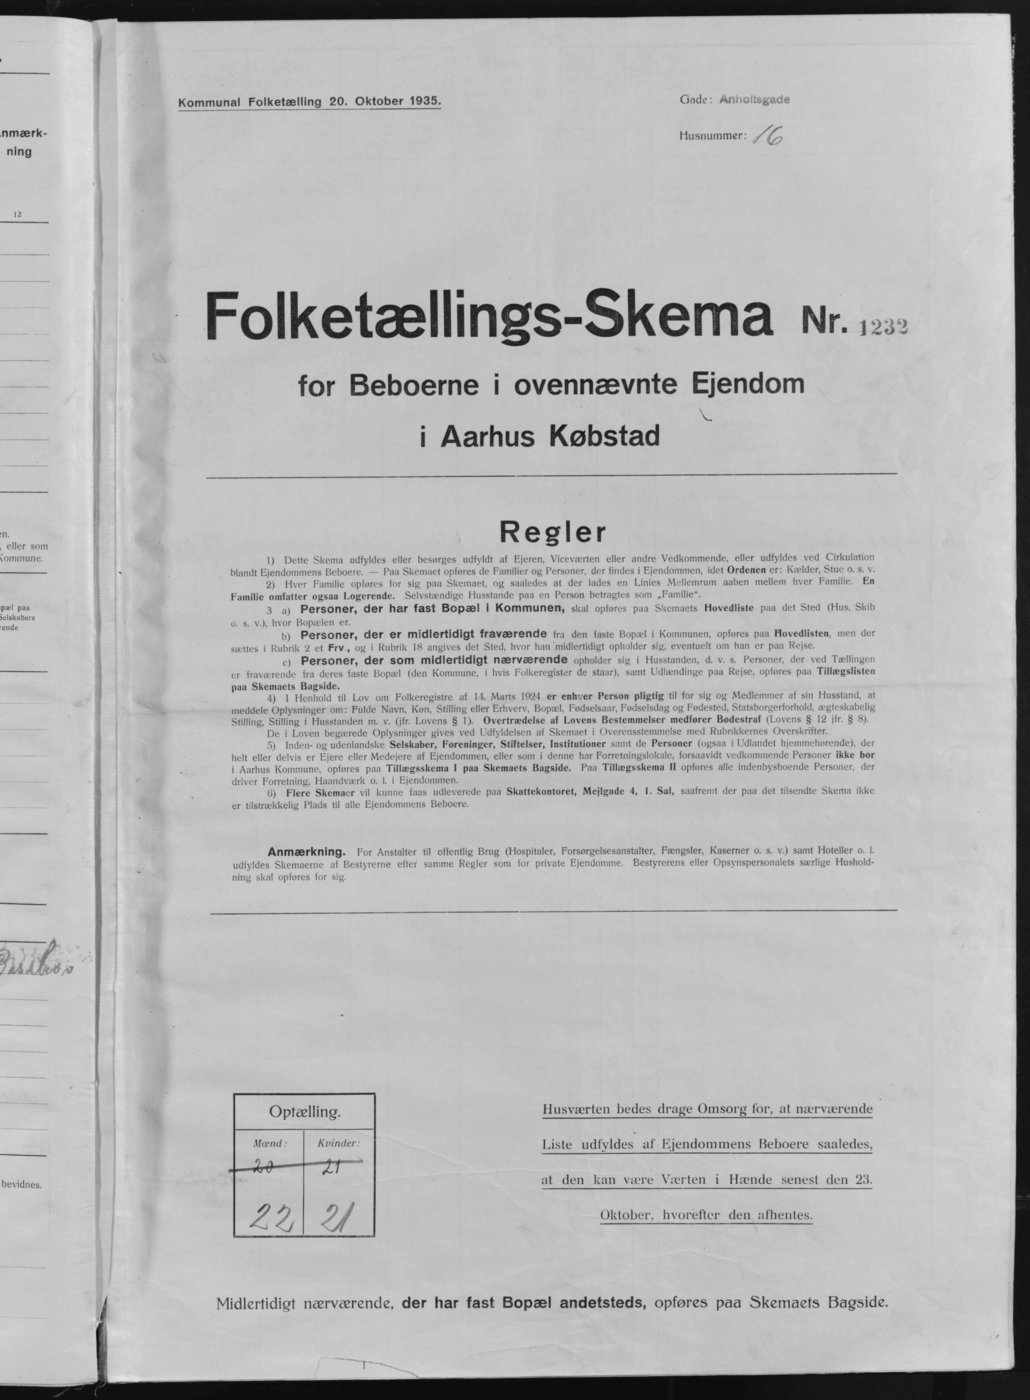 nmærk-
ning
12
en.
, eller som
Kommune.
pæl paa
Selskabers
rende
bevidnes.
Kommunal Folketælling 20. Oktober 1935.
Gade: Anholtsgade
Husnummer: 16
Folketællings-Skema Nr. 1232
for Beboerne i ovennævnte Ejendom
i Aarhus Købstad
Regler
1) Dette Skema udfyldes eller besørges udfyldt af Ejeren, Viceværten eller andre Vedkommende, eller udfyldes ved Cirkulation
blandt Ejendommens Beboere. — Paa Skemaet opføres de Familier og Personer, der findes i Ejendommen, idet Ordenen er: Kælder, Stue o. s. v.
2) Hver Familie opføres for sig paa Skemaet, og saaledes at der lades en Linies Mellemrum aaben mellem hver Familie. En
Familie omfatter ogsaa Logerende. Selvstændige Husstande paa en Person betragtes som „Familie“.
3 a) Personer, der har fast Bopæl i Kommunen, skal opføres paa Skemaets Hovedliste paa det Sted (Hus, Skib
o. s. v.), hvor Bopælen er.
b) Personer, der er midlertidigt fraværende fra den faste Bopæl i Kommunen, opføres paa Hovedlisten, men der
sættes i Rubrik 2 et Frv., og i Rubrik 18 angives det Sted, hvor han midlertidigt opholder sig, eventuelt om han er paa Rejse.
c) Personer, der som midlertidigt nærværende opholder sig i Husstanden, d. v. s. Personer, der ved Tællingen
er fraværende fra deres faste Bopæl (den Kommune, i hvis Folkeregister de staar), samt Udlændinge paa Rejse, opføres paa Tillægslisten
paa Skemaets Bagside.
4) I Henhold til Lov om Folkeregistre af 14. Marts 1924 er enhver Person pligtig til for sig og Medlemmer af sin Husstand, at
meddele Oplysninger om: Fulde Navn, Køn, Stilling eller Erhverv, Bopæl, Fødselsaar, Fødselsdag og Fødested, Statsborgerforhold, ægteskabelig
Stilling, Stilling i Husstanden m. v. (jfr. Lovens § 1). Overtrædelse af Lovens Bestemmelser medfører Bødestraf (Lovens § 12 jfr. § 8).
De i Loven begærede Oplysninger gives ved Udfyldelsen af Skemaet i Overensstemmelse med Rubrikkernes Overskrifter.
5) Inden- og udenlandske Selskaber, Foreninger, Stiftelser, Institutioner samt de Personer (ogsaa i Udlandet hjemmehørende), der
helt eller delvis er Ejere eller Medejere af Ejendommen, eller som i denne har Forretningslokale, forsaavidt vedkommende Personer ikke bor
i Aarhus Kommune, opføres paa Tillægsskema I paa Skemaets Bagside. Paa Tillægsskema II opføres alle indenbysboende Personer, der
driver Forretning, Haandværk o. l. i Ejendommen.
6) Flere Skemaer vil kunne faas udleverede paa Skattekontoret, Mejlgade 4, 1. Sal, saafremt der paa det tilsendte Skema ikke
er tilstrækkelig Plads til alle Ejendommens Beboere.
Anmærkning. For Anstalter til offentlig Brug (Hospitaler, Forsørgelsesanstalter, Fængsler, Kaserner o. s. v.) samt Hoteller o. l.
udfyldes Skemaerne af Bestyrerne efter samme Regler som for private Ejendomme. Bestyrerens eller Opsynspersonalets særlige Hushold-
ning skal opføres for sig.
Optælling.
Mænd: Kvinder:
20 21
22 21
Husværten bedes drage Omsorg for, at nærværende
Liste udfyldes af Ejendommens Beboere saaledes,
at den kan være Værten i Hænde senest den 23.
Oktober, hvorefter den afhentes.
Midlertidigt nærværende, der har fast Bopæl andetsteds, opføres paa Skemaets Bagside.